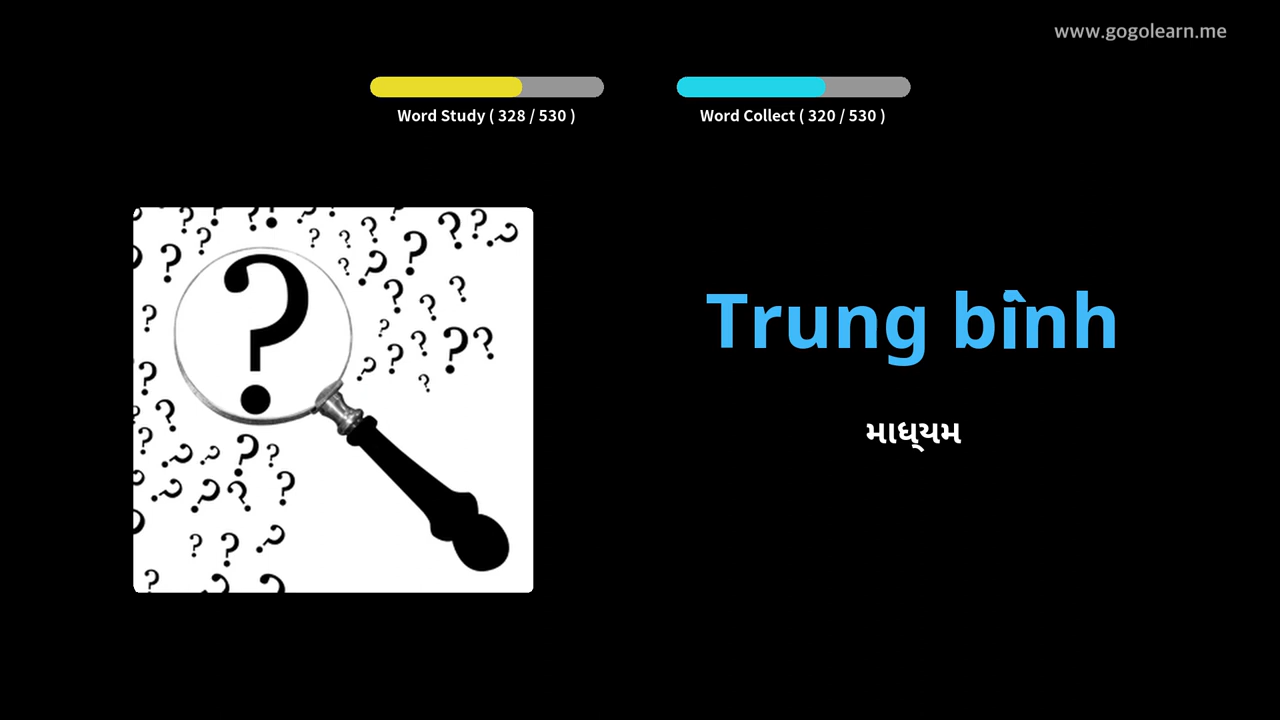 www.gogolearn.me
Word Study ( 328 / 530 )
Word Collect ( 320 / 530 )
Trung bình
માધ્યમ